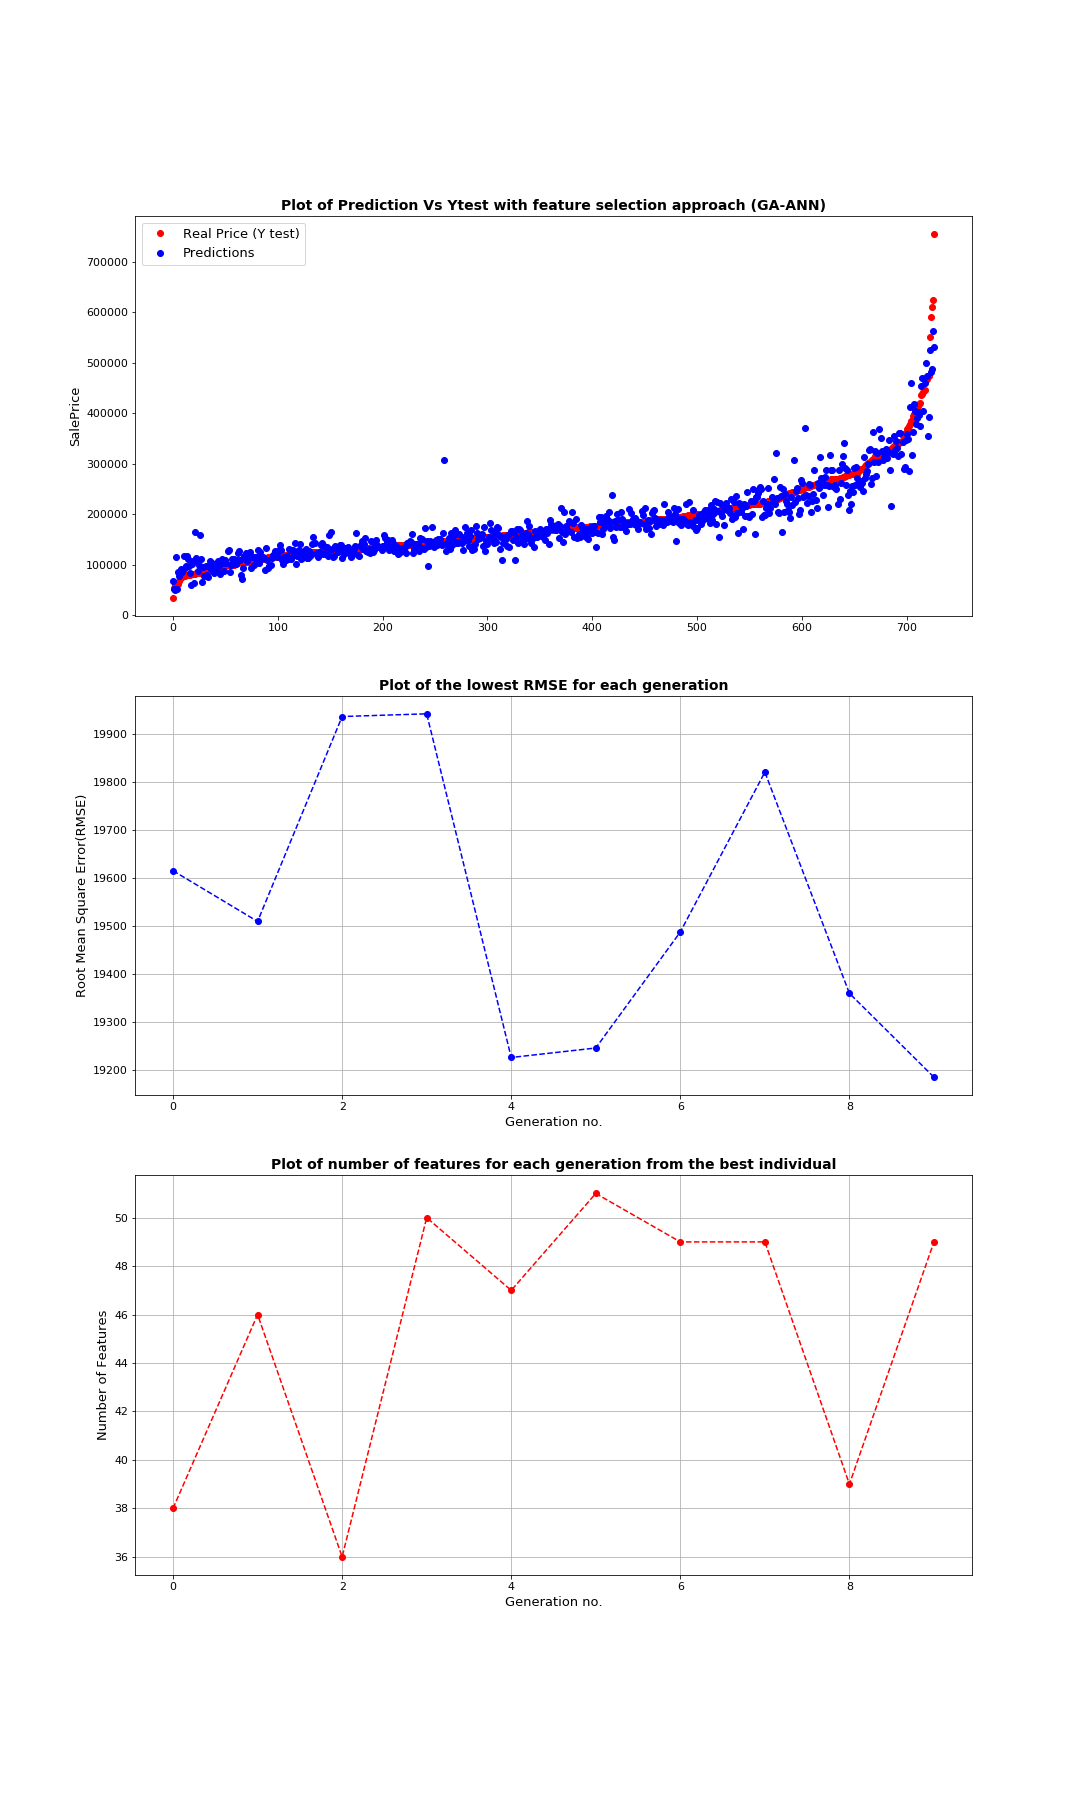 Plot of Prediction Vs Ytest with feature selection approach (GA-ANN)
Real Price (Y test)
Predictions
SalePrice
700000
600000
500000
400000
300000
200000
100000
0
0 100 200 300 400 500 600 700
Plot of the lowest RMSE for each generation
Root Mean Square Error(RMSE)
19900
19800
19700
19600
19500
19400
19300
19200
0 2 4 6 8
Generation no.
Plot of number of features for each generation from the best individual
Number of Features
50
48
46
44
42
40
38
36
0 2 4 6 8
Generation no.